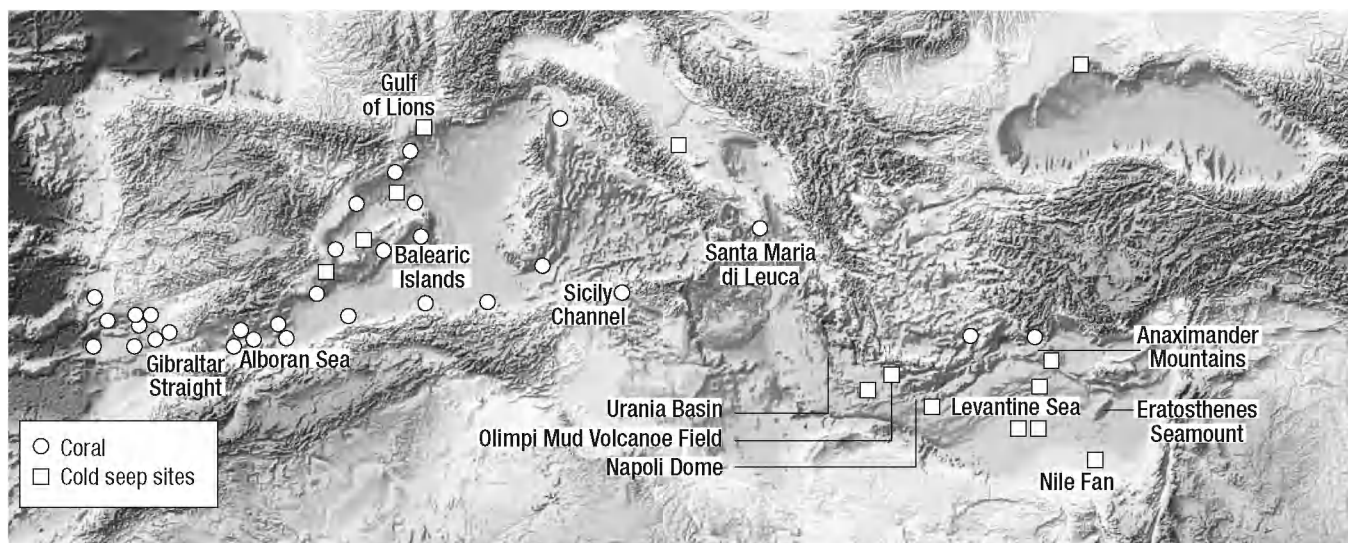 Gulf
of Lions
Balearic
Islands
Santa Maria
di Leuca
Sicily
Channel
Gibraltar
Straight
Alboran Sea
Anaximander
Mountains
Urania Basin
Levantine Sea
Eratosthenes
Seamount
Olimpi Mud Volcanoe Field
Napoli Dome
Nile Fan
Coral
Cold seep sites